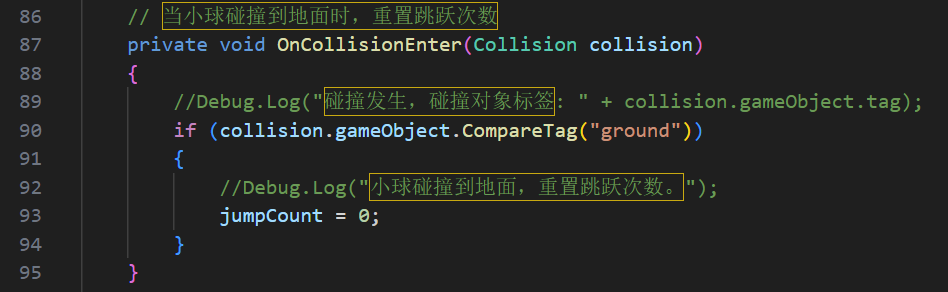 86 // 当小球碰撞到地面时，重置跳跃次数
87 private void OnCollisionEnter(Collision collision)
88 {
89 //Debug.Log("碰撞发生，碰撞对象标签: " + collision.gameObject.tag);
90 if (collision.gameObject.CompareTag("ground"))
91 {
92 //Debug.Log("小球碰撞到地面，重置跳跃次数。");
93 jumpCount = 0;
94 }
95 }